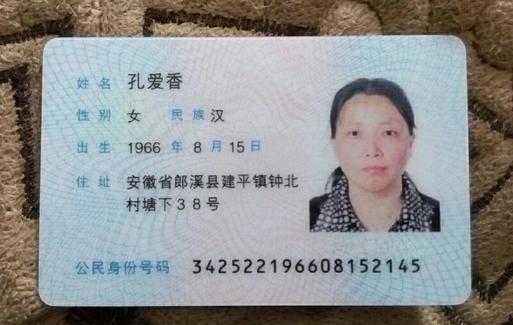 姓名 孔爱香
性别 女 民族 汉
出生 1966 年 8 月 15 日
住址 安徽省郎溪县建平镇钟北
村塘下38号
公民身份号码 342522196608152145